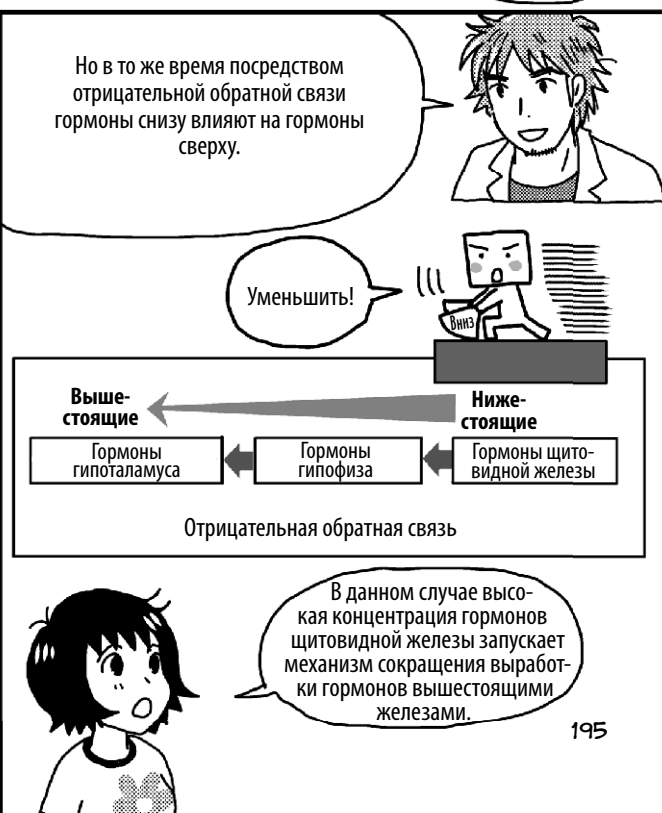 Но в то же время посредством
отрицательной обратной связи
гормоны снизу влияют на гормоны
сверху.
Уменьшить!
Вниз
Выше-
стоящие
Ниже-
стоящие
Гормоны
гипоталамуса
Гормоны
гипофиза
Гормоны щито-
видной железы
Отрицательная обратная связь
В данном случае высо-
кая концентрация гормонов
щитовидной железы запускает
механизм сокращения выработ-
ки гормонов вышестоящими
железами.
195